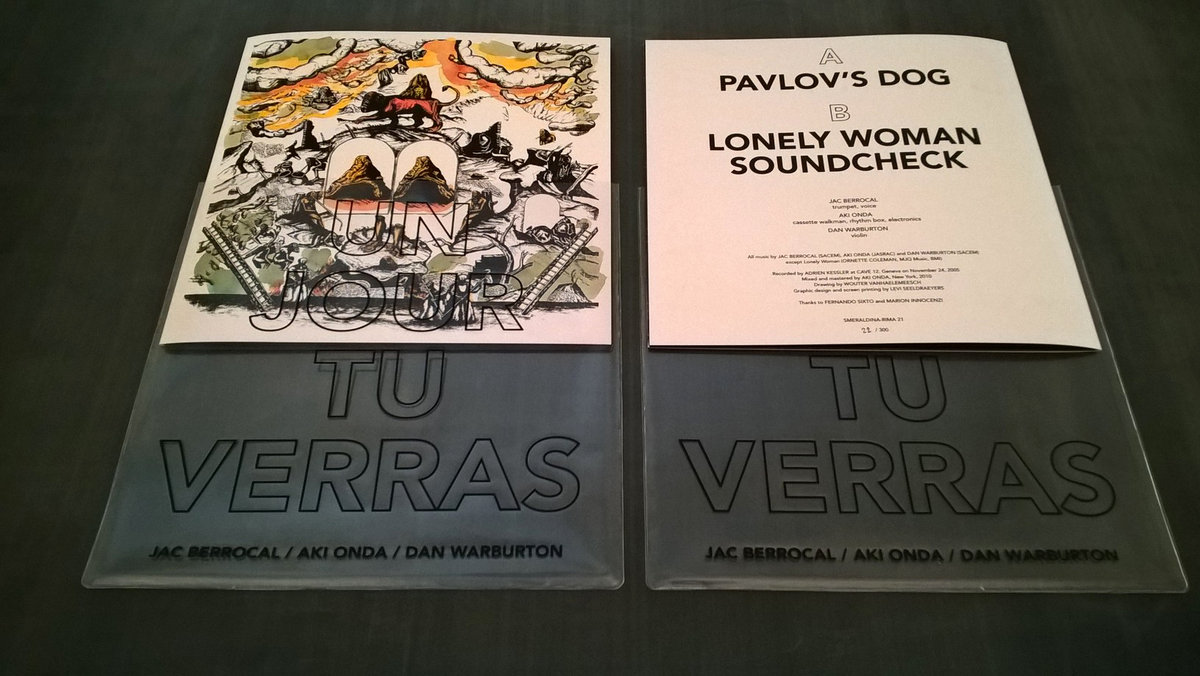 UN
JOUR
TU
VERRAS
JAC BERROCAL / AKI ONDA / DAN WARBURTON
A
PAVLOV'S DOG
B
LONELY WOMAN
SOUNDCHECK
JAC BERROCAL
trumpet, voice
AKI ONDA
cassette walkman, rhythm box, electronics
DAN WARBURTON
violin
All music by JAC BERROCAL (SACEM), AKI ONDA (JASRAC) and DAN WARBURTON (SACEM)
except Lonely Woman (ORNETTE COLEMAN, MJQ Music, BMI)
Recorded by ADRIEN KESSLER at CAVE 12, Geneva on November 24, 2005
Mixed and mastered by AKI ONDA, New York, 2010
Drawing by WOUTER VANHAELEMEESCH
Graphic design and screen printing by LEVI SEELDRAEYERS
Thanks to FERNANDO SIXTO and MARION INNOCENZI
SMERALDINA-RIMA 21
22 / 300
TU
VERRAS
JAC BERROCAL / AKI ONDA / DAN WARBURTON